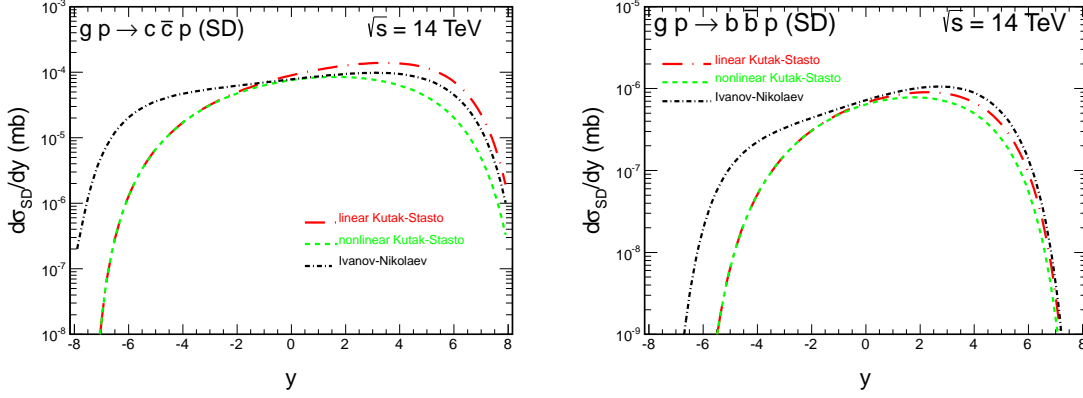 g p → c c̅ p (SD) √s = 14 TeV
dσ_SD/dy (mb)
10⁻⁴
10⁻⁵
10⁻⁶
10⁻⁷
10⁻⁸
linear Kutak-Stasto
nonlinear Kutak-Stasto
Ivanov-Nikolaev
-8 -6 -4 -2 0 2 4 6 8
y
g p → b b̅ p (SD) √s = 14 TeV
dσ_SD/dy (mb)
10⁻⁵
10⁻⁶
10⁻⁷
10⁻⁸
10⁻⁹
linear Kutak-Stasto
nonlinear Kutak-Stasto
Ivanov-Nikolaev
-8 -6 -4 -2 0 2 4 6 8
y